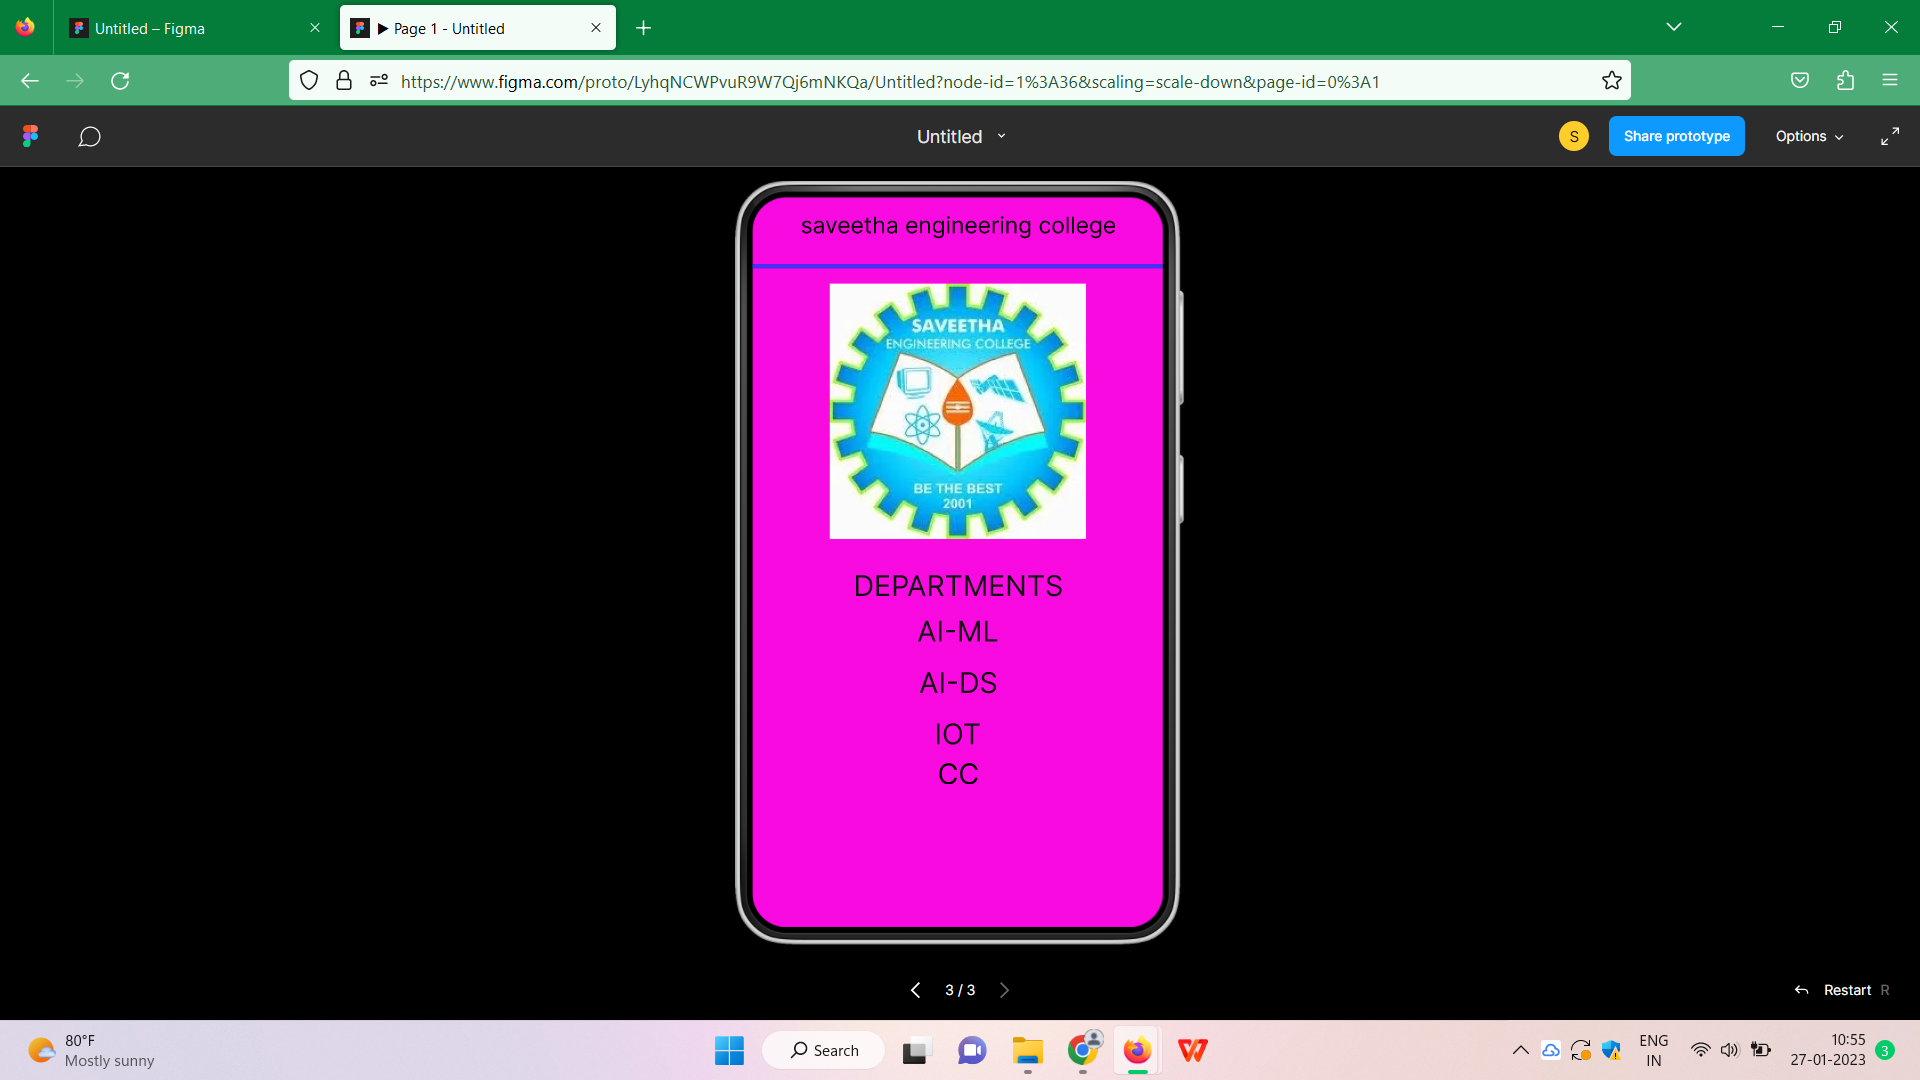 Untitled – Figma
▶ Page 1 - Untitled
https://www.figma.com/proto/LyhqNCWPvuR9W7Qj6mNKQa/Untitled?node-id=1%3A36&scaling=scale-down&page-id=0%3A1
Untitled
S
Share prototype
Options
saveetha engineering college
SAVEETHA
ENGINEERING COLLEGE
BE THE BEST
2001
DEPARTMENTS
AI-ML
AI-DS
IOT
CC
3 / 3
Restart R
80°F
Mostly sunny
Search
ENG
IN
10:55
27-01-2023
3